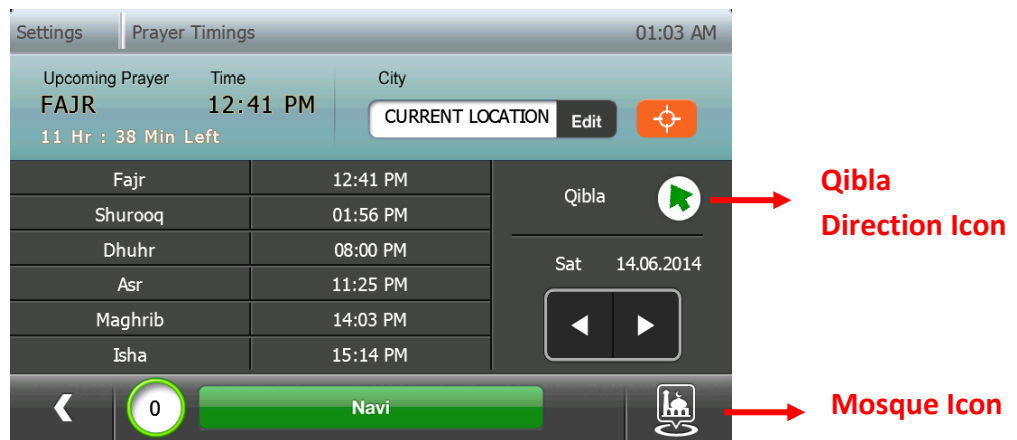 Settings Prayer Timings 01:03 AM
Upcoming Prayer Time City
FAJR 12:41 PM CURRENT LOCATION Edit
11 Hr : 38 Min Left
Fajr 12:41 PM
Shurooq 01:56 PM
Dhuhr 08:00 PM
Asr 11:25 PM
Maghrib 14:03 PM
Isha 15:14 PM
Qibla
Sat 14.06.2014
0 Navi
Qibla
Direction Icon
Mosque Icon